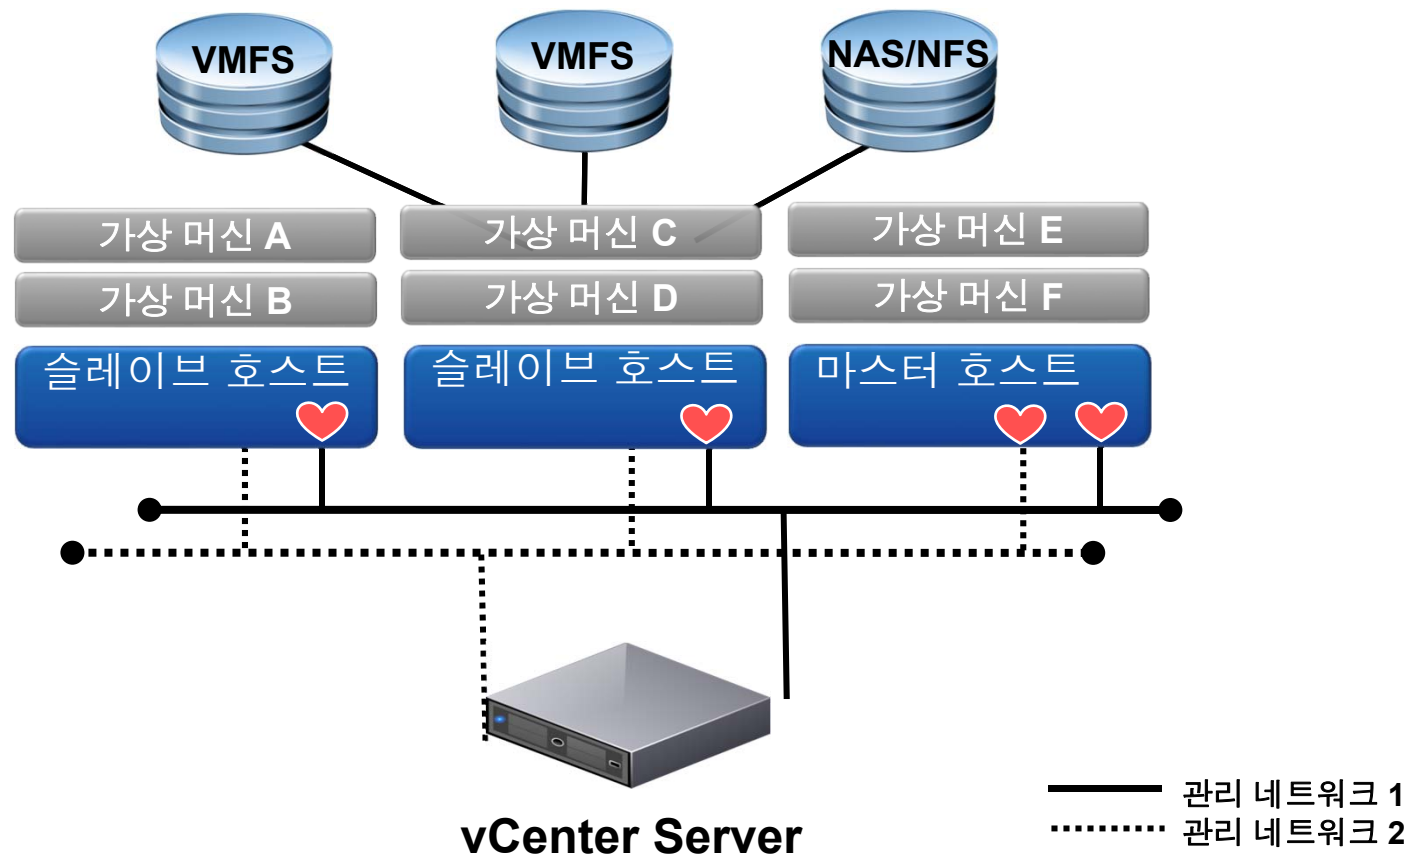 VMFS
VMFS
NAS/NFS
가상 머신 A
가상 머신 C
가상 머신 E
가상 머신 B
가상 머신 D
가상 머신 F
슬레이브 호스트
슬레이브 호스트
마스터 호스트
vCenter Server
관리 네트워크 1
관리 네트워크 2